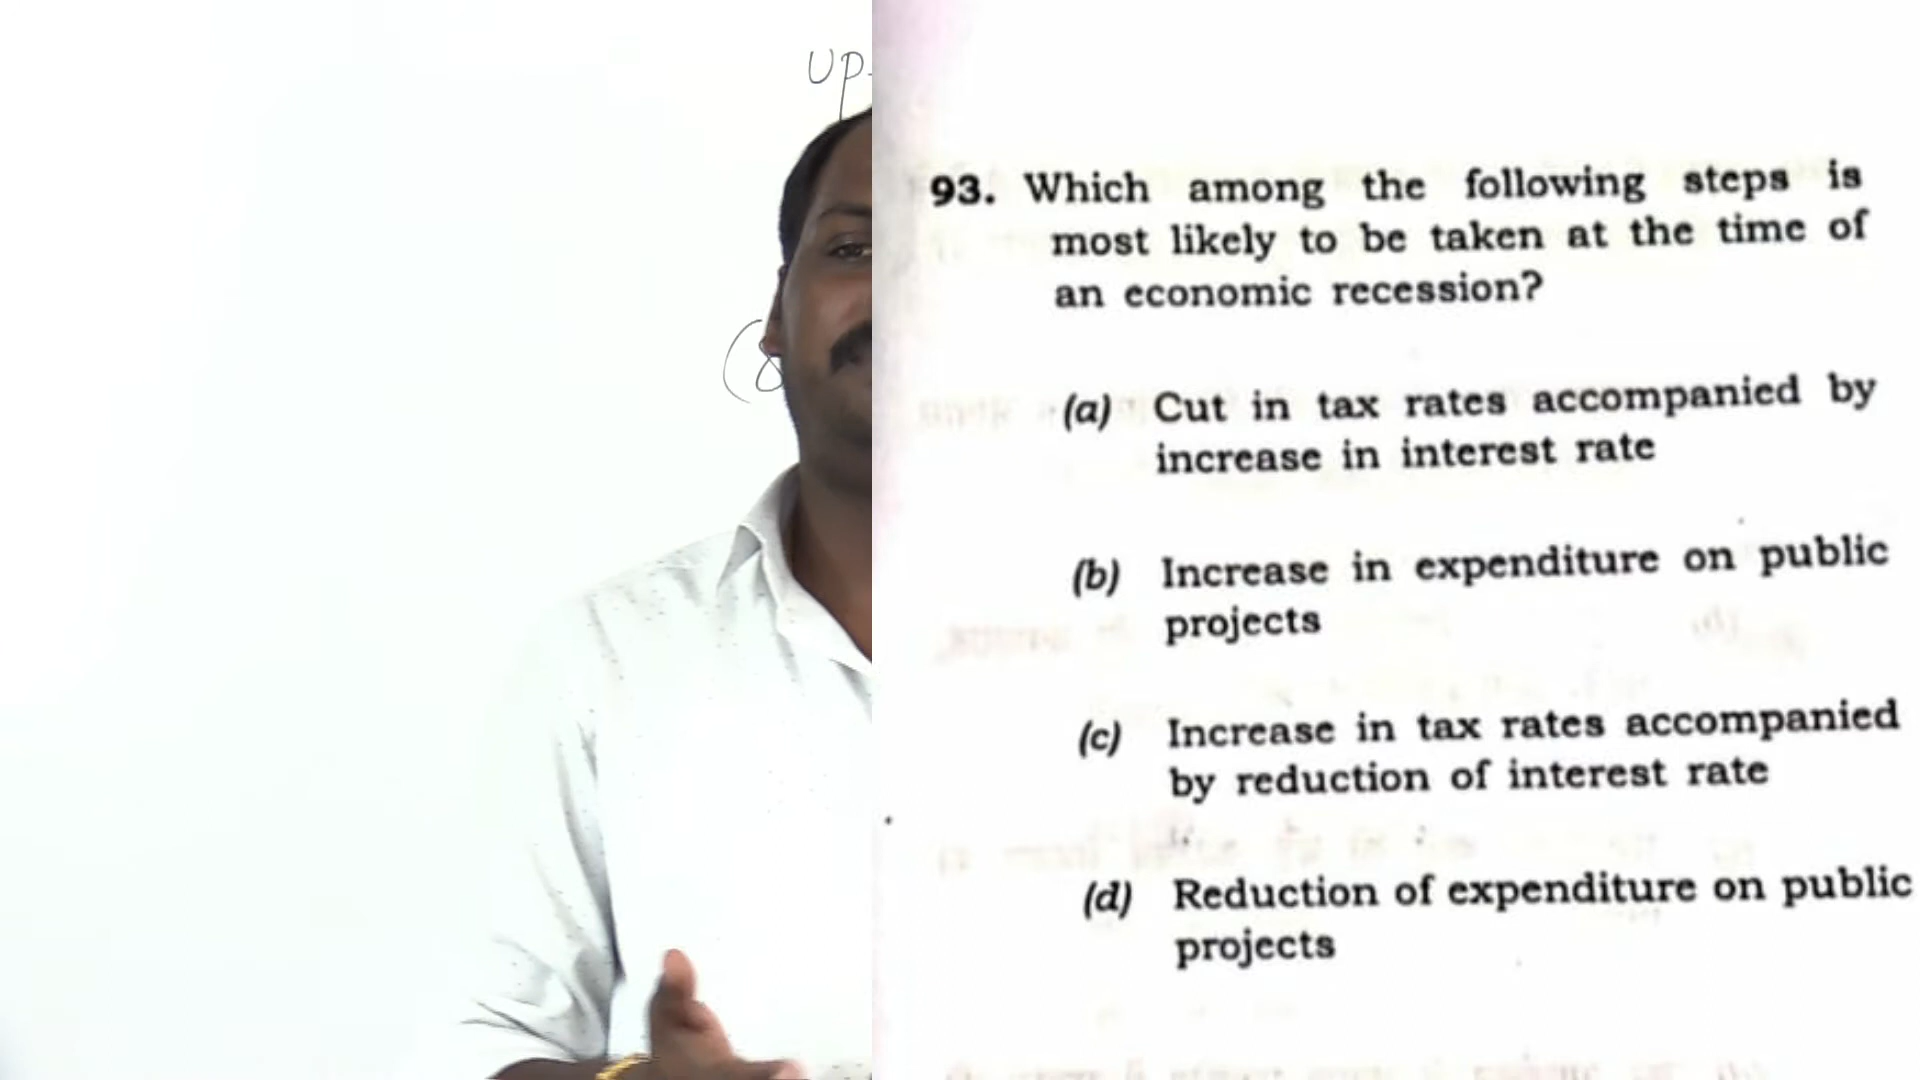 UP
(8
93. Which among the following steps is
most likely to be taken at the time of
an economic recession?
(a) Cut in tax rates accompanied by
increase in interest rate
(b) Increase in expenditure on public
projects
(c) Increase in tax rates accompanied
by reduction of interest rate
(d) Reduction of expenditure on public
projects